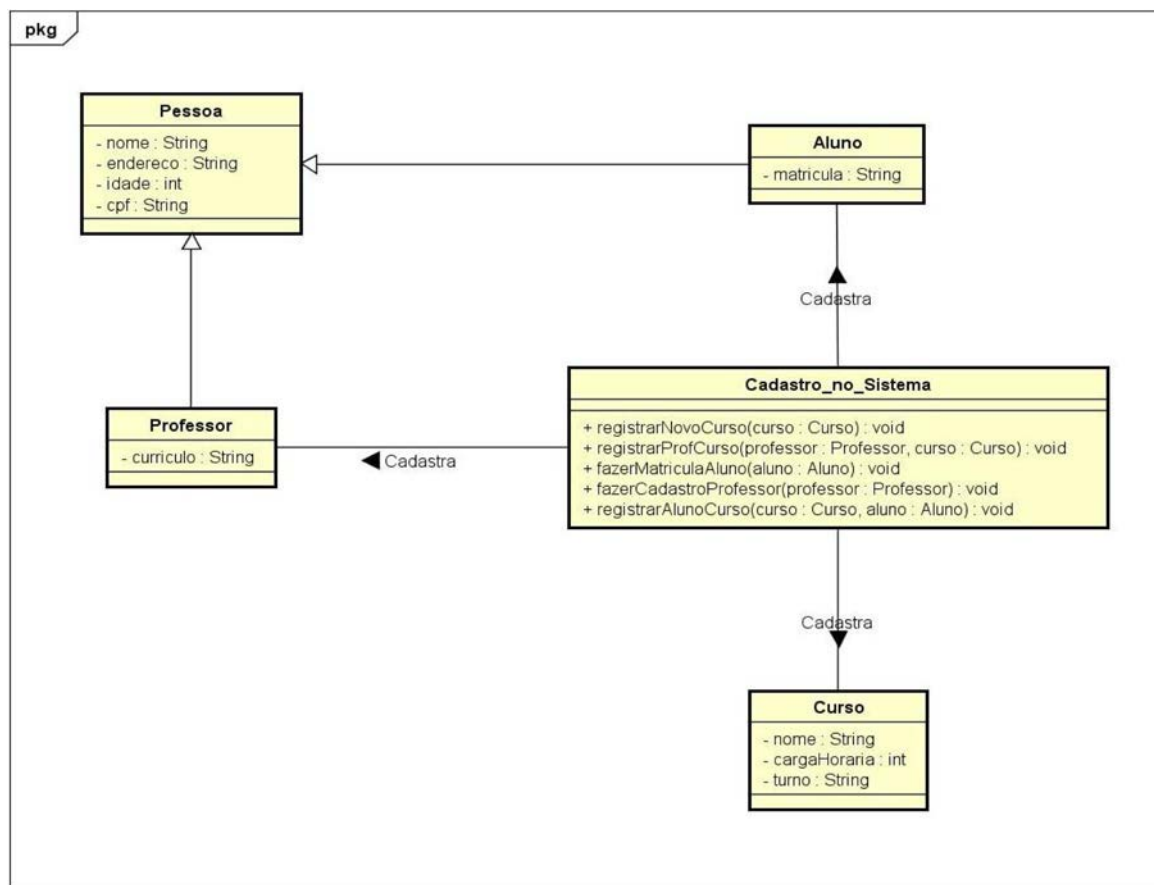 pkg
Pessoa
- nome : String
- endereco : String
- idade : int
- cpf : String
Aluno
- matricula : String
Cadastra
Cadastro_no_Sistema
+ registrarNovoCurso(curso : Curso) : void
+ registrarProfCurso(professor : Professor, curso : Curso) : void
+ fazerMatriculaAluno(aluno : Aluno) : void
+ fazerCadastroProfessor(professor : Professor) : void
+ registrarAlunoCurso(curso : Curso, aluno : Aluno) : void
Professor
- curriculo : String
Cadastra
Cadastra
Curso
- nome : String
- cargaHoraria : int
- turno : String